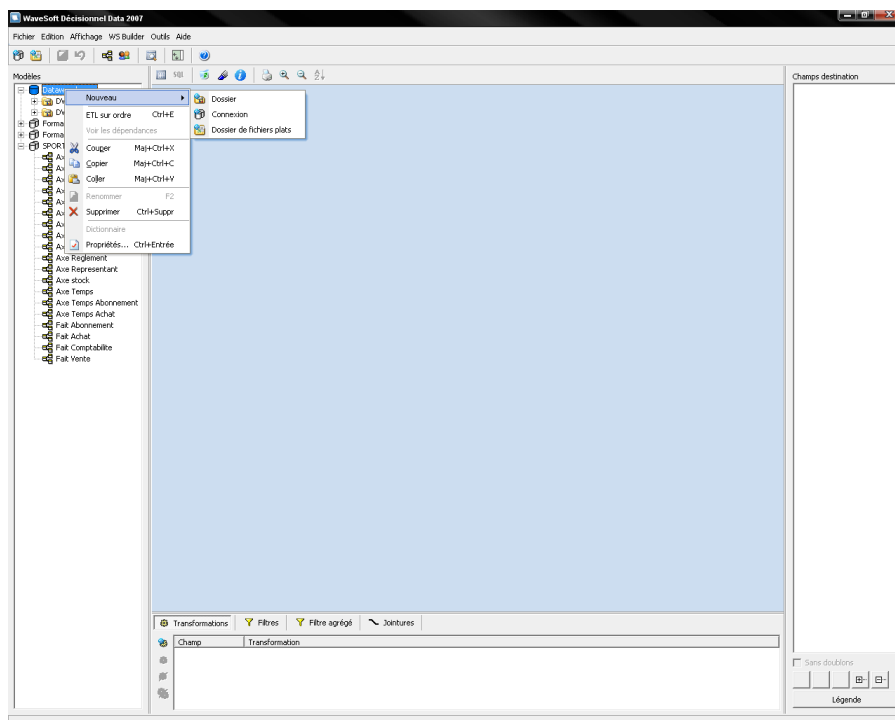 WaveSoft Décisionnel Data 2007
Fichier Edition Affichage WS Builder Outils Aide
Modèles
Champs destination
Nouveau
ETL sur ordre Ctrl+E
Voir les dépendances
Couper Maj+Ctrl+X
Copier Maj+Ctrl+C
Coller Maj+Ctrl+V
Renommer F2
Supprimer Ctrl+Suppr
Dictionnaire
Propriétés... Ctrl+Entrée
Dossier
Connexion
Dossier de fichiers plats
Axe Reglement
Axe Representant
Axe stock
Axe Temps
Axe Temps Abonnement
Axe Temps Achat
Fait Abonnement
Fait Achat
Fait Comptabilite
Fait Vente
Transformations Filtres Filtre agrégé Jointures
Champ Transformation
Sans doublons
Légende